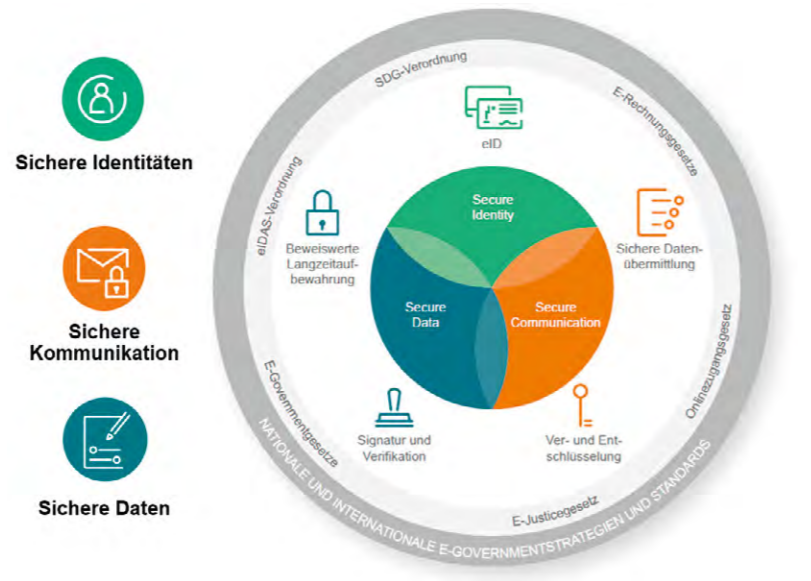 Sichere Identitäten
Sichere
Kommunikation
Sichere Daten
SDG-Verordnung
E-Rechnungsgesetze
eIDAS-Verordnung
Onlinezugangsgesetz
E-Governmentgesetze
E-Justicegesetz
NATIONALE UND INTERNATIONALE E-GOVERNMENTSTRATEGIEN UND STANDARDS
eID
Secure
Identity
Beweiswerte
Langzeitauf-
bewahrung
Sichere Daten-
übermittlung
Secure
Data
Secure
Communication
Signatur und
Verifikation
Ver- und Ent-
schlüsselung